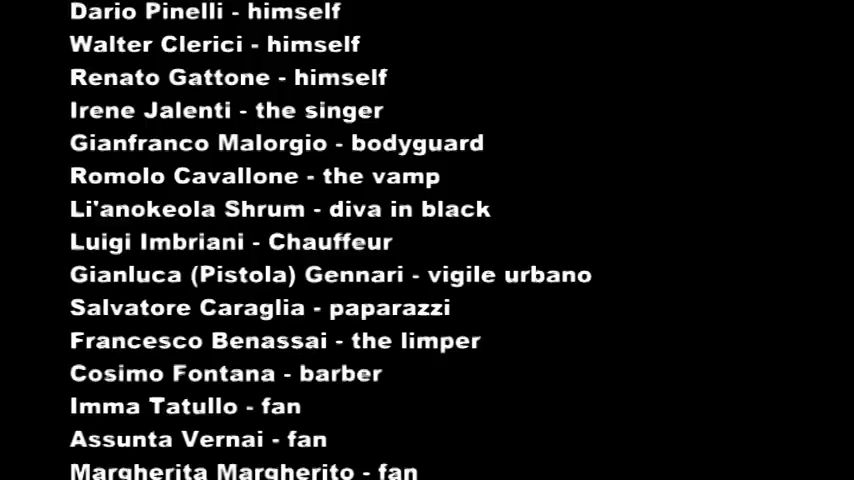 Dario Pinelli - himself
Walter Clerici - himself
Renato Gattone - himself
Irene Jalenti - the singer
Gianfranco Malorgio - bodyguard
Romolo Cavallone - the vamp
Li'anokeola Shrum - diva in black
Luigi Imbriani - Chauffeur
Gianluca (Pistola) Gennari - vigile urbano
Salvatore Caraglia - paparazzi
Francesco Benassai - the limper
Cosimo Fontana - barber
Imma Tatullo - fan
Assunta Vernai - fan
Margherita Margherito - fan